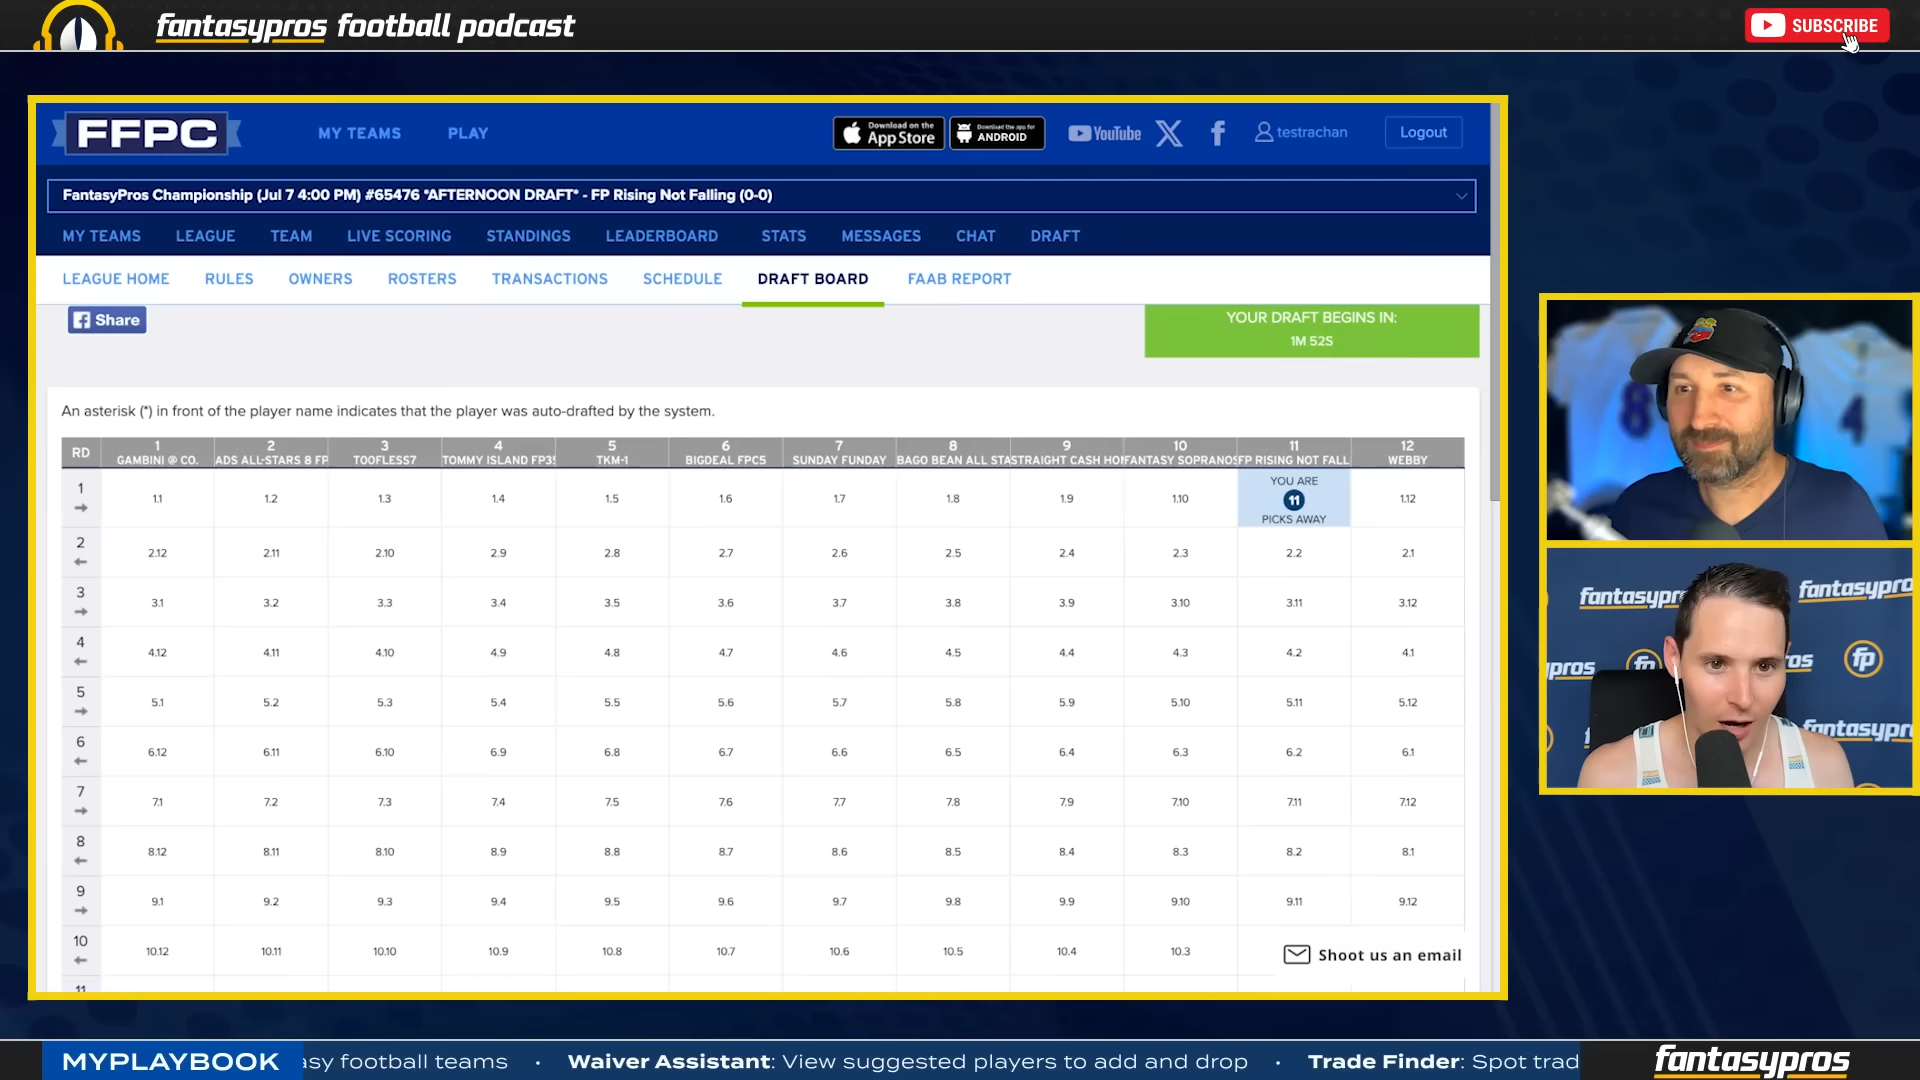 fantasypros football podcast
SUBSCRIBE
FFPC
MY TEAMS PLAY
Download on the
App Store
Download the app for
ANDROID
YouTube
testrachan
Logout
FantasyPros Championship (Jul 7 4:00 PM) #65476 *AFTERNOON DRAFT* - FP Rising Not Falling (0-0)
MY TEAMS LEAGUE TEAM LIVE SCORING STANDINGS LEADERBOARD STATS MESSAGES CHAT DRAFT
LEAGUE HOME RULES OWNERS ROSTERS TRANSACTIONS SCHEDULE DRAFT BOARD FAAB REPORT
Share
YOUR DRAFT BEGINS IN:
1M 52S
An asterisk (*) in front of the player name indicates that the player was auto-drafted by the system.
RD 1 2 3 4 5 6 7 8 9 10 11 12
GAMBINI @ CO. ADS ALL-STARS 8 FP TOOFLESS7 TOMMY ISLAND FP3 TKM-1 BIGDEAL FPC5 SUNDAY FUNDAY BAGO BEAN ALL STA STRAIGHT CASH HO FANTASY SOPRANOS FP RISING NOT FALL WEBBY
1 1.1 1.2 1.3 1.4 1.5 1.6 1.7 1.8 1.9 1.10 YOU ARE 11 PICKS AWAY 1.12
2 2.12 2.11 2.10 2.9 2.8 2.7 2.6 2.5 2.4 2.3 2.2 2.1
3 3.1 3.2 3.3 3.4 3.5 3.6 3.7 3.8 3.9 3.10 3.11 3.12
4 4.12 4.11 4.10 4.9 4.8 4.7 4.6 4.5 4.4 4.3 4.2 4.1
5 5.1 5.2 5.3 5.4 5.5 5.6 5.7 5.8 5.9 5.10 5.11 5.12
6 6.12 6.11 6.10 6.9 6.8 6.7 6.6 6.5 6.4 6.3 6.2 6.1
7 7.1 7.2 7.3 7.4 7.5 7.6 7.7 7.8 7.9 7.10 7.11 7.12
8 8.12 8.11 8.10 8.9 8.8 8.7 8.6 8.5 8.4 8.3 8.2 8.1
9 9.1 9.2 9.3 9.4 9.5 9.6 9.7 9.8 9.9 9.10 9.11 9.12
10 10.12 10.11 10.10 10.9 10.8 10.7 10.6 10.5 10.4 10.3
Shoot us an email
11
8 4
fantasypr fantasypro
pros fp ros fp
fantasypr
MYPLAYBOOK asy football teams · Waiver Assistant: View suggested players to add and drop · Trade Finder: Spot trad
fantasypros